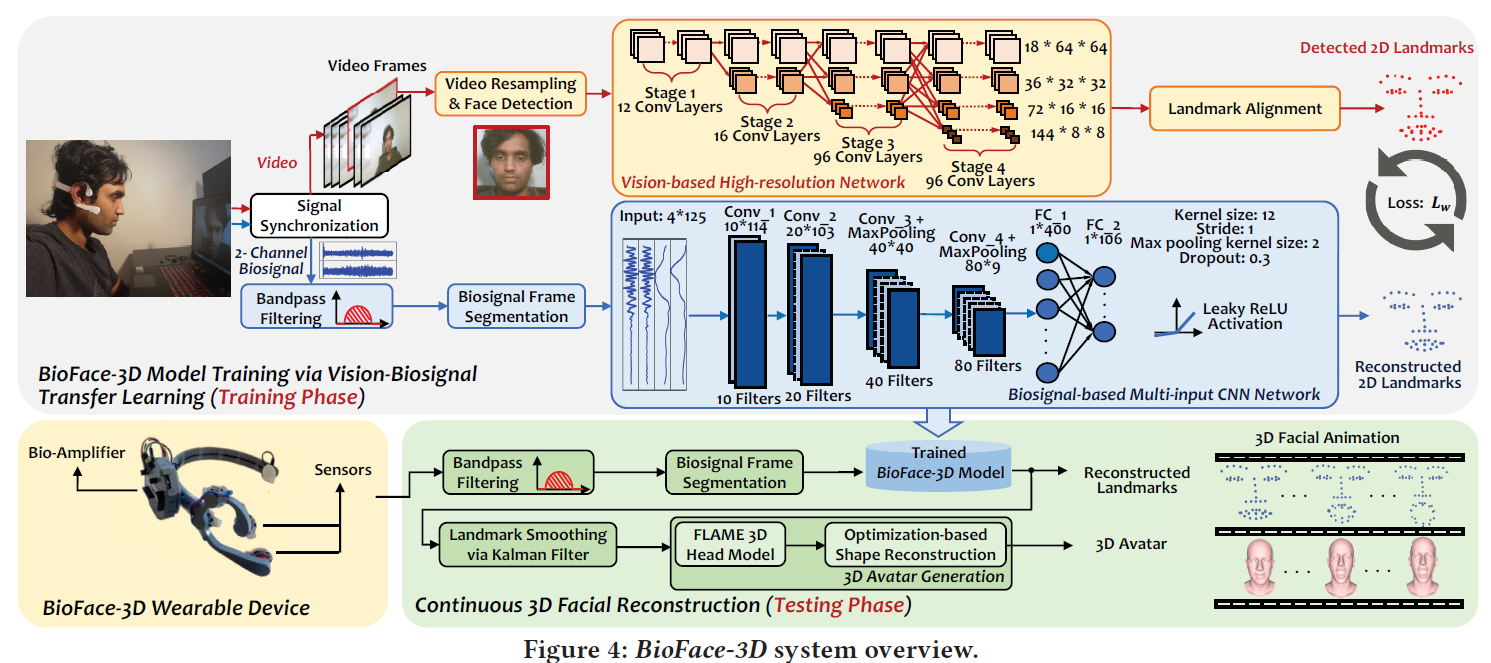 Video Frames
Video
Signal
Synchronization
Video Resampling
& Face Detection
Stage 1
12 Conv Layers
Stage 2
16 Conv Layers
Stage 3
96 Conv Layers
Stage 4
96 Conv Layers
18 * 64 * 64
36 * 32 * 32
72 * 16 * 16
144 * 8 * 8
Vision-based High-resolution Network
Landmark Alignment
Detected 2D Landmarks
Loss: Lw
2- Channel
Biosignal
Bandpass
Filtering
Biosignal Frame
Segmentation
Input: 4*125
Conv_1
10*114
Conv_2
20*103
Conv_3 +
MaxPooling
40*40
Conv_4 +
MaxPooling
80*9
FC_1
1*400
FC_2
1*106
Kernel size: 12
Stride: 1
Max pooling kernel size: 2
Dropout: 0.3
Leaky ReLU
Activation
10 Filters
20 Filters
40 Filters
80 Filters
Biosignal-based Multi-input CNN Network
Reconstructed
2D Landmarks
BioFace-3D Model Training via Vision-Biosignal
Transfer Learning (Training Phase)
Bio-Amplifier
Sensors
BioFace-3D Wearable Device
Bandpass
Filtering
Biosignal Frame
Segmentation
Trained
BioFace-3D Model
Reconstructed
Landmarks
Landmark Smoothing
via Kalman Filter
FLAME 3D
Head Model
Optimization-based
Shape Reconstruction
3D Avatar Generation
3D Avatar
3D Facial Animation
Continuous 3D Facial Reconstruction (Testing Phase)
Figure 4: BioFace-3D system overview.